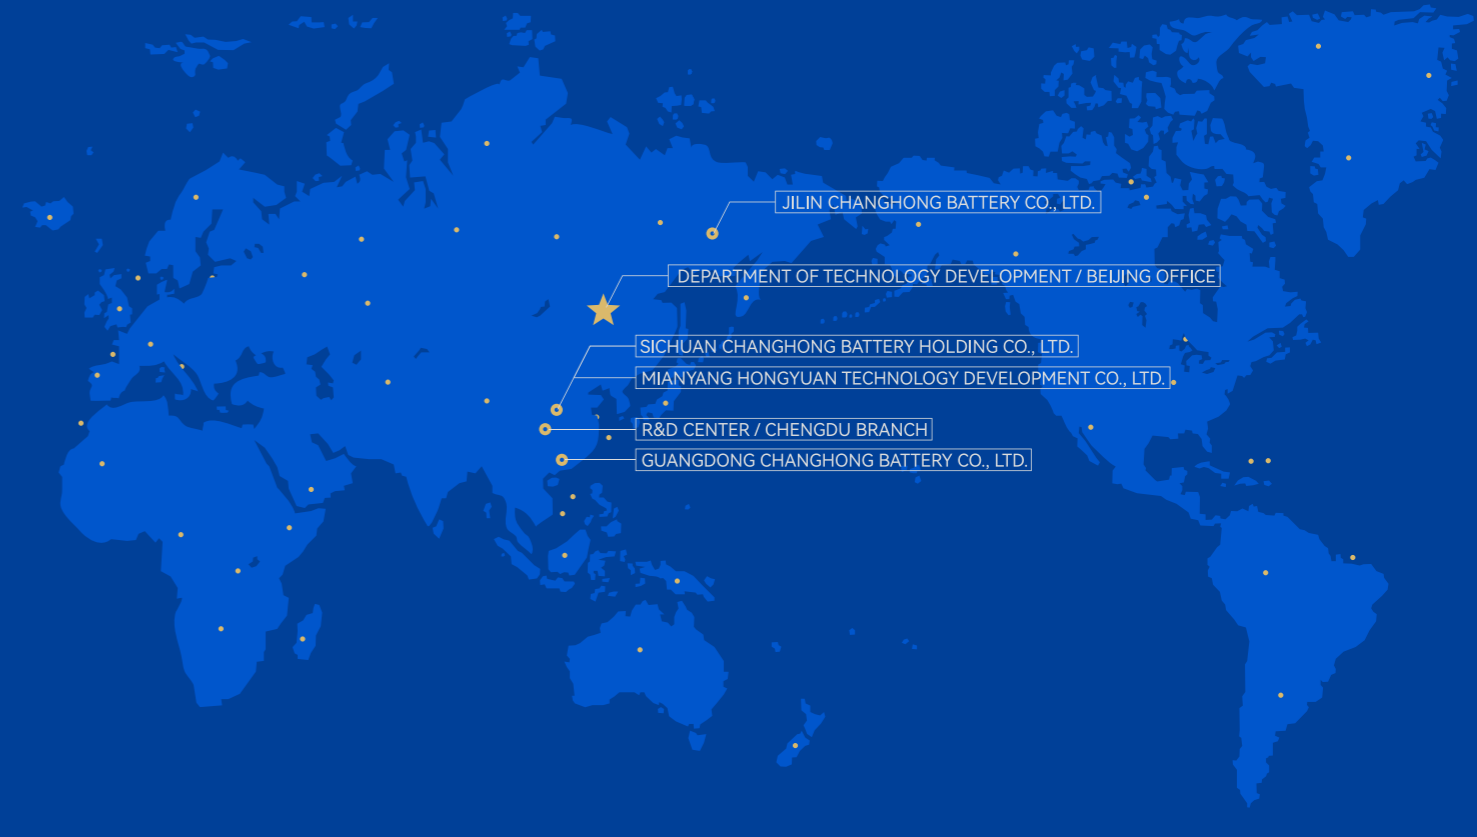 JILIN CHANGHONG BATTERY CO., LTD.
DEPARTMENT OF TECHNOLOGY DEVELOPMENT / BEIJING OFFICE
SICHUAN CHANGHONG BATTERY HOLDING CO., LTD.
MIANYANG HONGYUAN TECHNOLOGY DEVELOPMENT CO., LTD.
R&D CENTER / CHENGDU BRANCH
GUANGDONG CHANGHONG BATTERY CO., LTD.